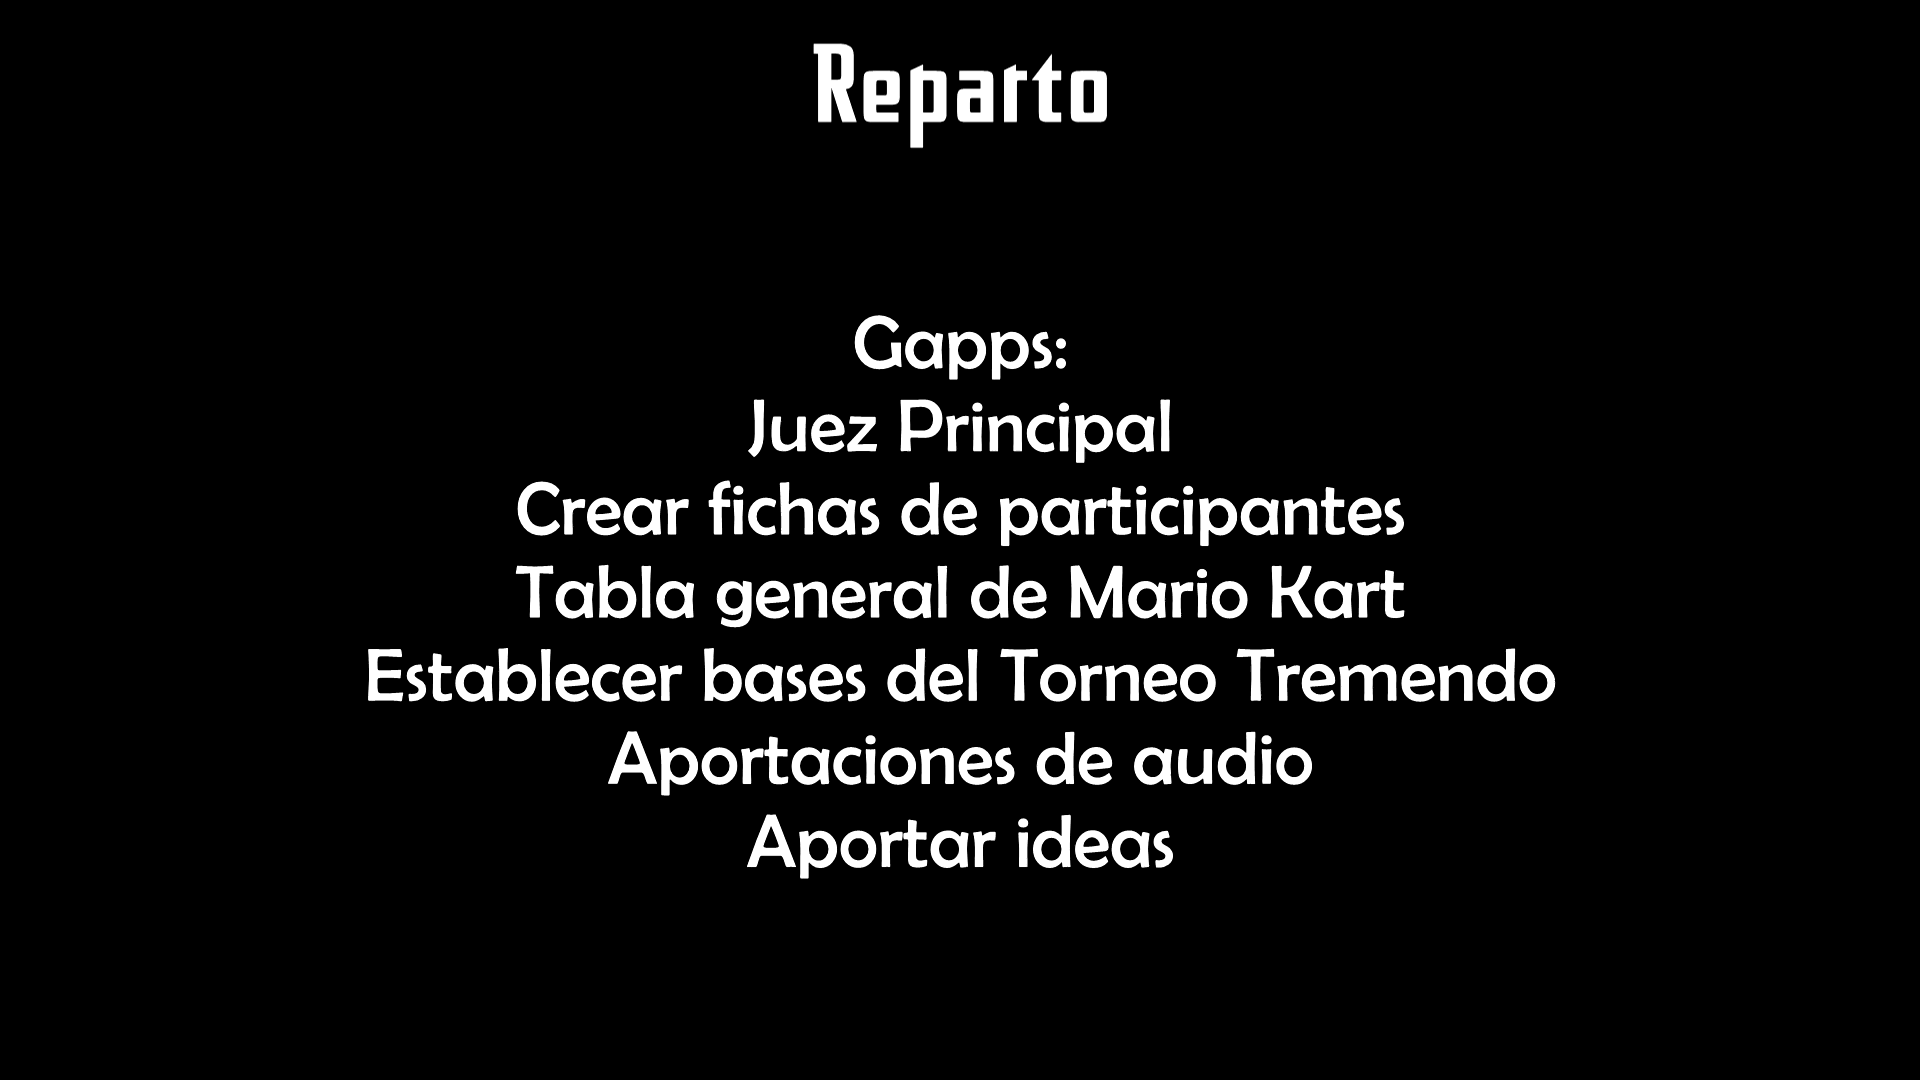 Reparto
Gapps:
Juez Principal
Crear fichas de participantes
Tabla general de Mario Kart
Establecer bases del Torneo Tremendo
Aportaciones de audio
Aportar ideas